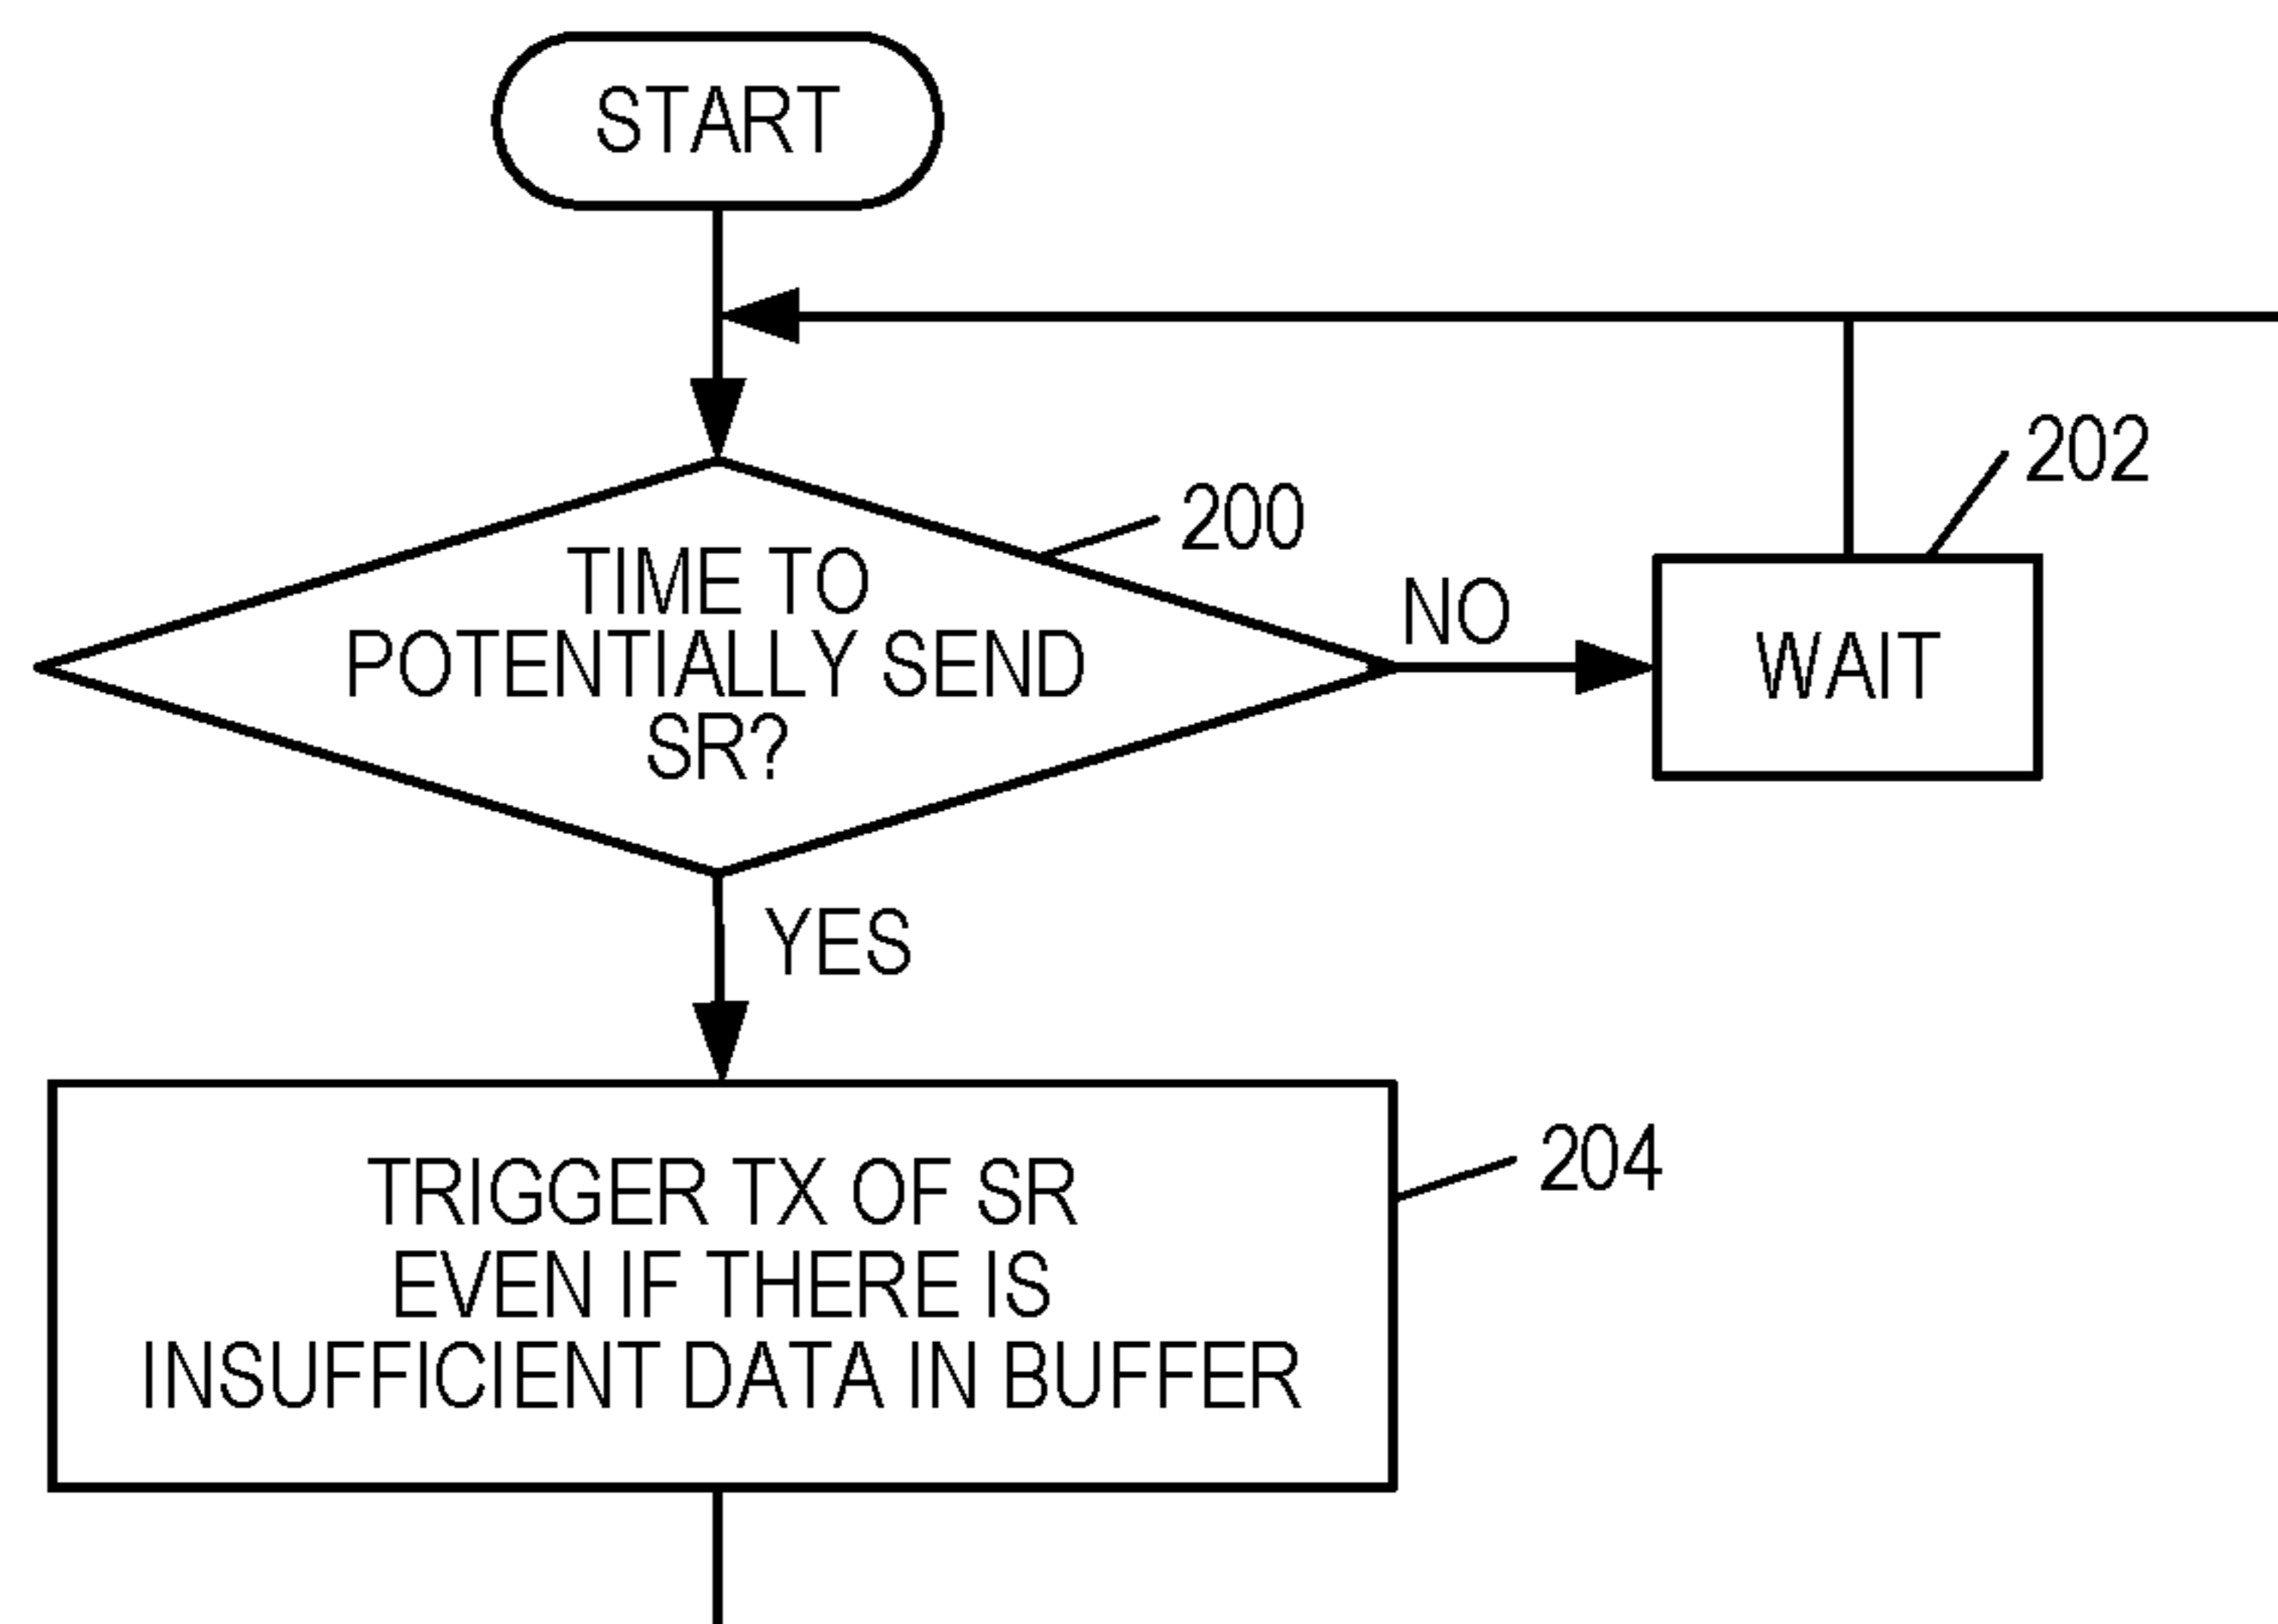 START
202
200
TIME TO
POTENTIALLY SEND
SR?
NO
WAIT
YES
204
TRIGGER TX OF SR
EVEN IF THERE IS
INSUFFICIENT DATA IN BUFFER